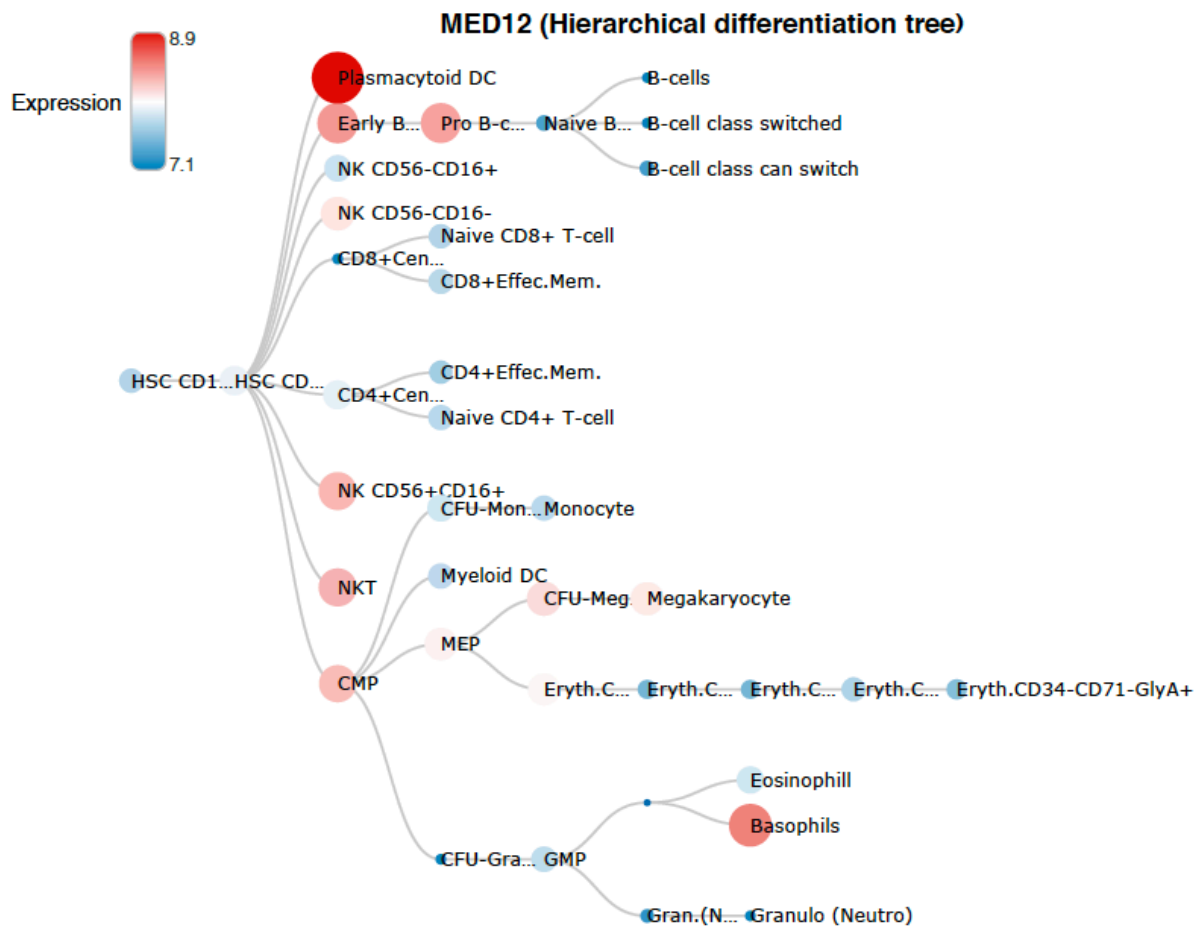 MED12 (Hierarchical differentiation tree)
8.9
Expression
7.1
Plasmacytoid DC
B-cells
Early B... Pro B-c... Naive B... B-cell class switched
NK CD56-CD16+
B-cell class can switch
NK CD56-CD16-
Naive CD8+ T-cell
CD8+Cen...
CD8+Effec.Mem.
CD4+Effec.Mem.
HSC CD1... HSC CD...
CD4+Cen...
Naive CD4+ T-cell
NK CD56+CD16+
CFU-Mon... Monocyte
Myeloid DC
NKT
CFU-Meg. Megakaryocyte
MEP
CMP
Eryth.C... Eryth.C... Eryth.C... Eryth.C... Eryth.CD34-CD71-GlyA+
Eosinophill
Basophils
CFU-Gra... GMP
Gran.(N... Granulo (Neutro)